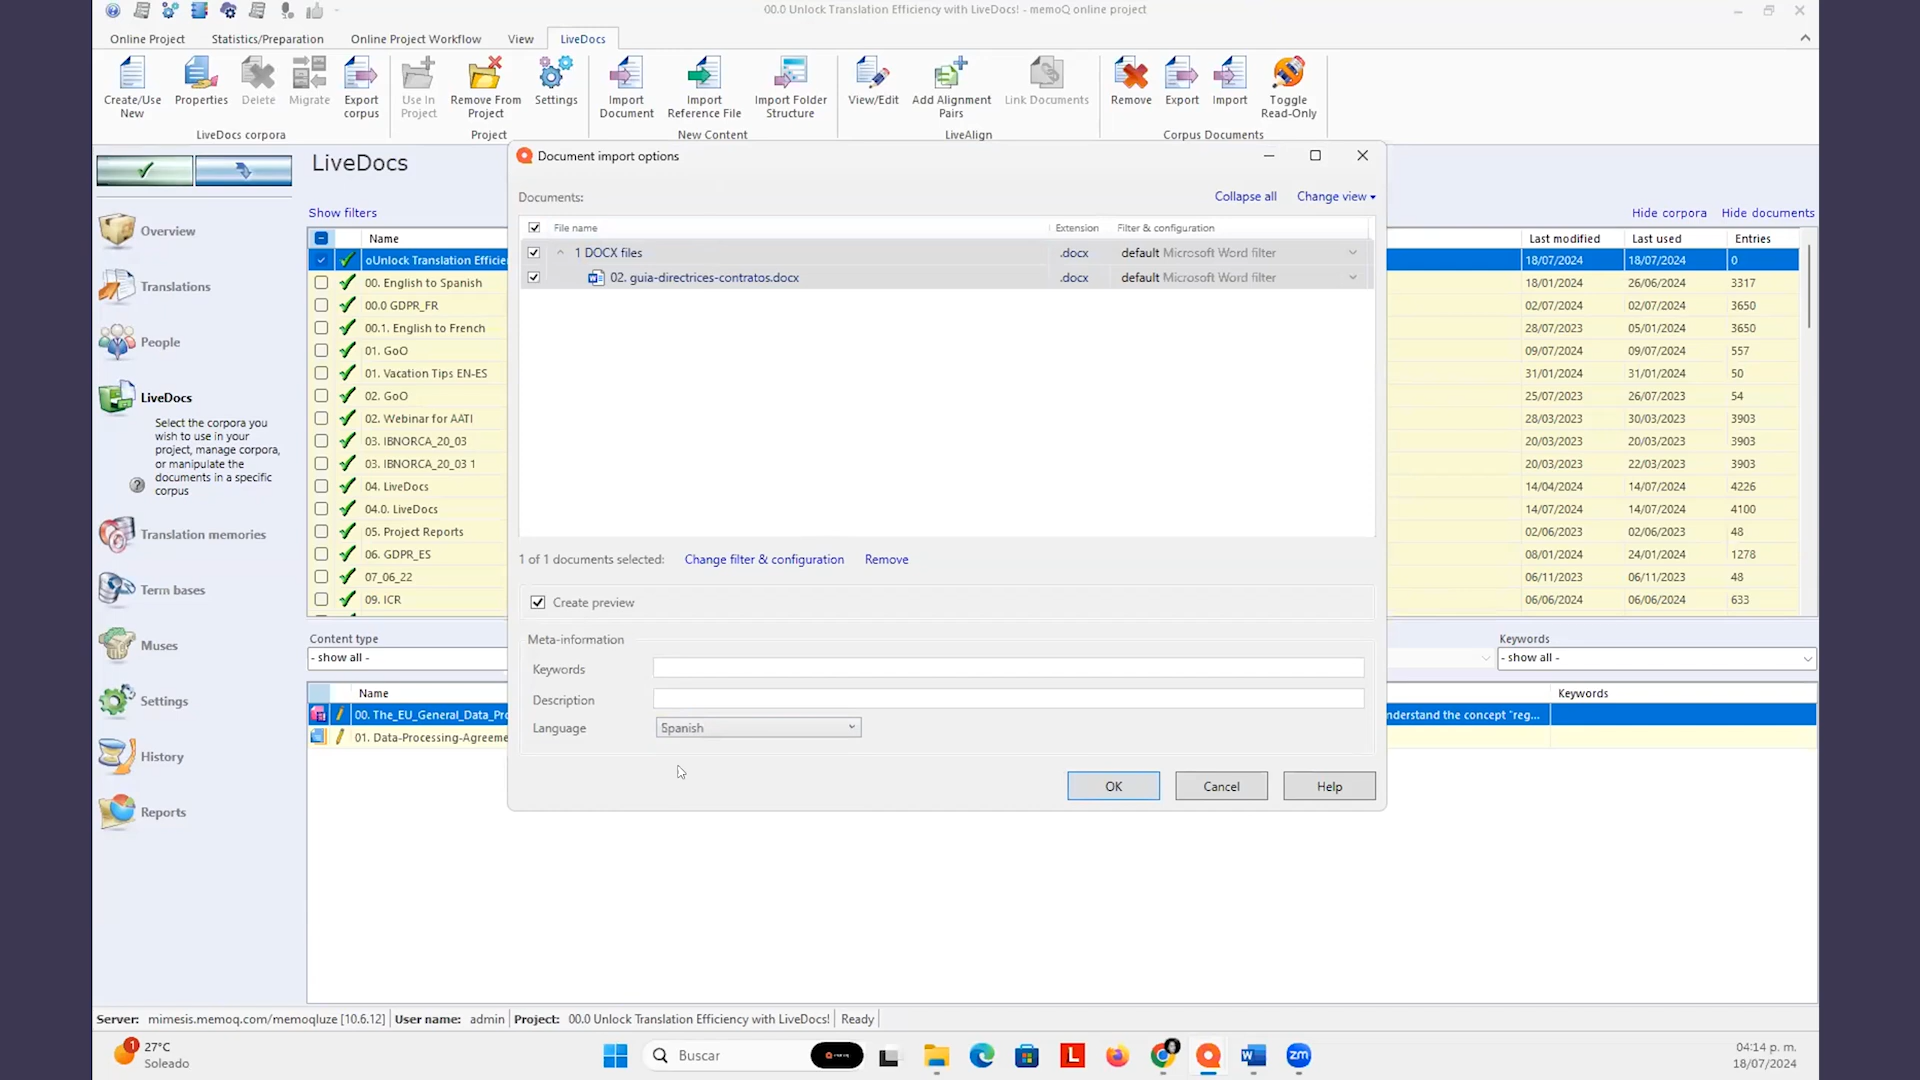 00.0 Unlock Translation Efficiency with LiveDocs! - memoQ online project
Online Project
Statistics/Preparation
Online Project Workflow
View
LiveDocs
Create/Use New
Properties
Delete
Migrate
Export corpus
Use In Project
Remove From Project
Settings
Import Document
Import Reference File
Import Folder Structure
View/Edit
Add Alignment Pairs
Link Documents
Remove
Export
Import
Toggle Read-Only
LiveDocs corpora
Project
New Content
LiveAlign
Corpus Documents
LiveDocs
Show filters
Hide corpora
Hide documents
Overview
Translations
People
LiveDocs
Select the corpora you
wish to use in your
project, manage corpora,
or manipulate the
documents in a specific
corpus
Translation memories
Term bases
Muses
Settings
History
Reports
Name Last modified Last used Entries
oUnlock Translation Efficie 18/07/2024 18/07/2024 0
00. English to Spanish 18/01/2024 26/06/2024 3317
00.0 GDPR_FR 02/07/2023 02/07/2024 3650
00.1. English to French 28/07/2023 05/01/2024 3650
01. GoO 09/07/2024 09/07/2024 557
01. Vacation Tips EN-ES 31/01/2024 31/01/2024 50
02. GoO 25/07/2023 26/07/2023 54
02. Webinar for AATI 28/03/2023 30/03/2023 3903
03. IBNORCA_20_03 20/03/2023 20/03/2023 3903
03. IBNORCA_20_03 1 20/03/2023 22/03/2023 3903
04. LiveDocs 14/04/2024 14/07/2024 4226
04.0. LiveDocs 14/07/2024 14/07/2024 4100
05. Project Reports 02/06/2023 02/06/2023 48
06. GDPR_ES 08/01/2024 24/01/2024 1278
07_06_22 06/11/2023 06/11/2023 48
09. ICR 06/06/2024 06/06/2024 633
Content type
- show all -
Keywords
- show all -
Name
Keywords
00. The_EU_General_Data_Pro
nderstand the concept "reg...
01. Data-Processing-Agreeme
Document import options
Documents:
Collapse all
Change view
File name Extension Filter & configuration
1 DOCX files .docx default Microsoft Word filter
02. guia-directrices-contratos.docx .docx default Microsoft Word filter
1 of 1 documents selected:
Change filter & configuration
Remove
Create preview
Meta-information
Keywords
Description
Language
Spanish
OK
Cancel
Help
Server: mimesis.memoq.com/memoqluze [10.6.12] User name: admin Project: 00.0 Unlock Translation Efficiency with LiveDocs! Ready
1
27°C
Soleado
Buscar
L
zm
04:14 p. m.
18/07/2024